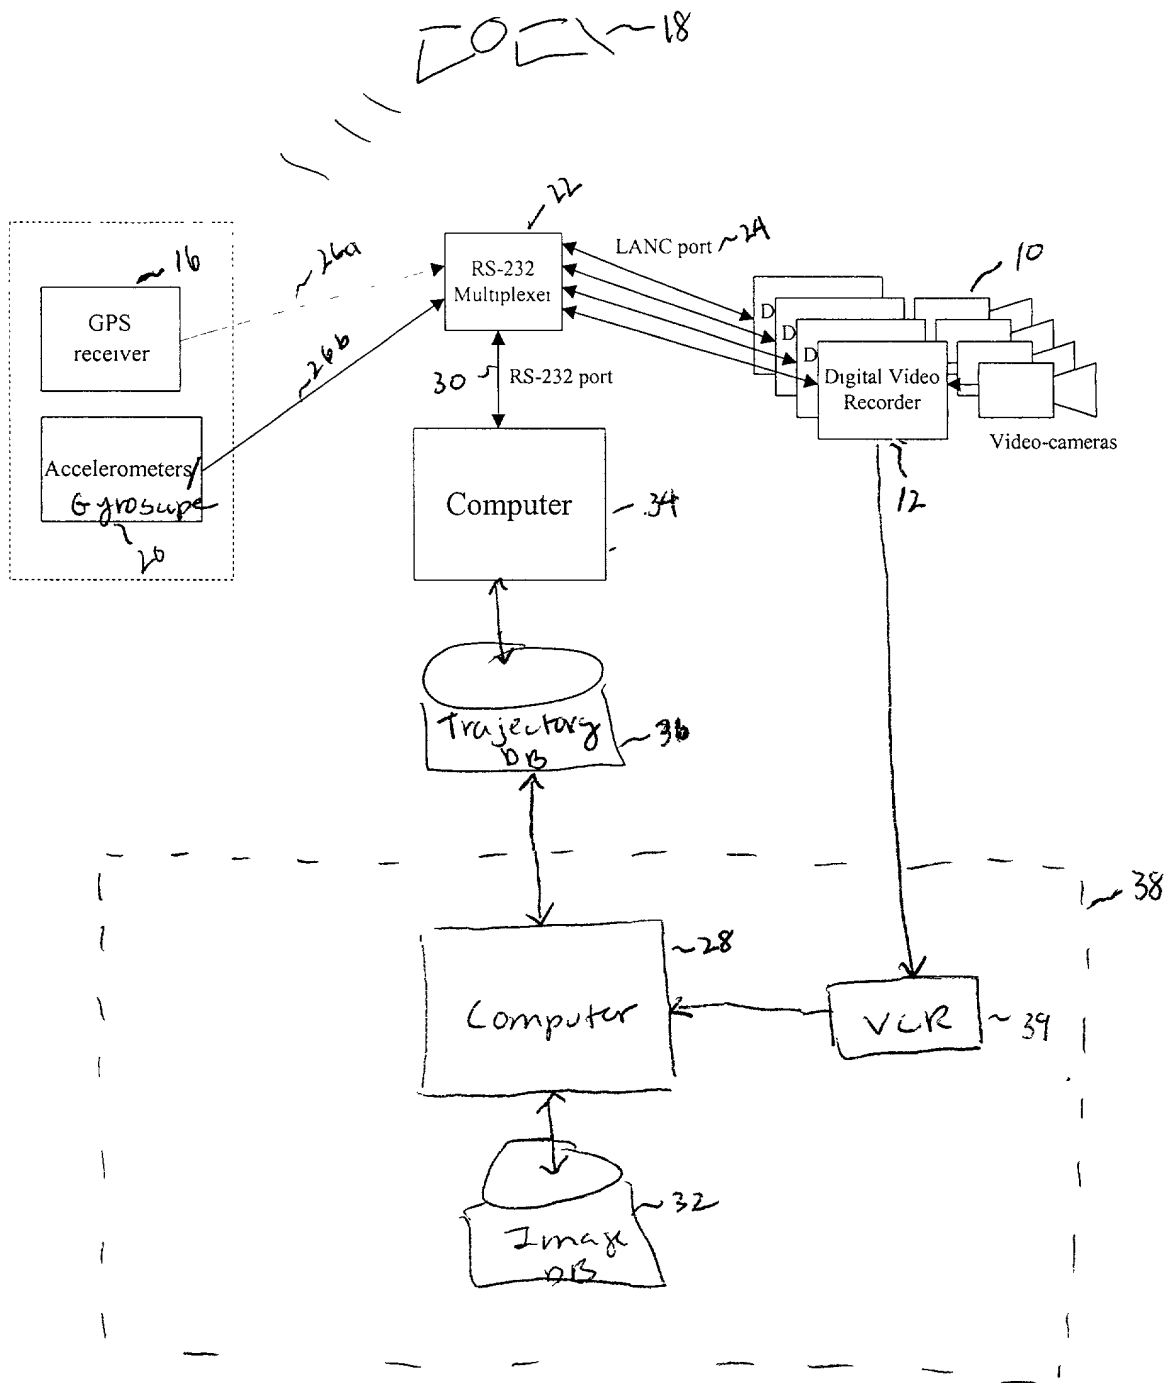 18
22
LANC port
24
16
26a
10
RS-232
Multiplexer
GPS
receiver
D
D
D
26b
30
RS-232 port
Digital Video
Recorder
Video-cameras
Accelerometers/
Gyroscope
20
Computer
34
12
Trajectory
DB
36
38
28
Computer
VCR
39
32
Image
DB